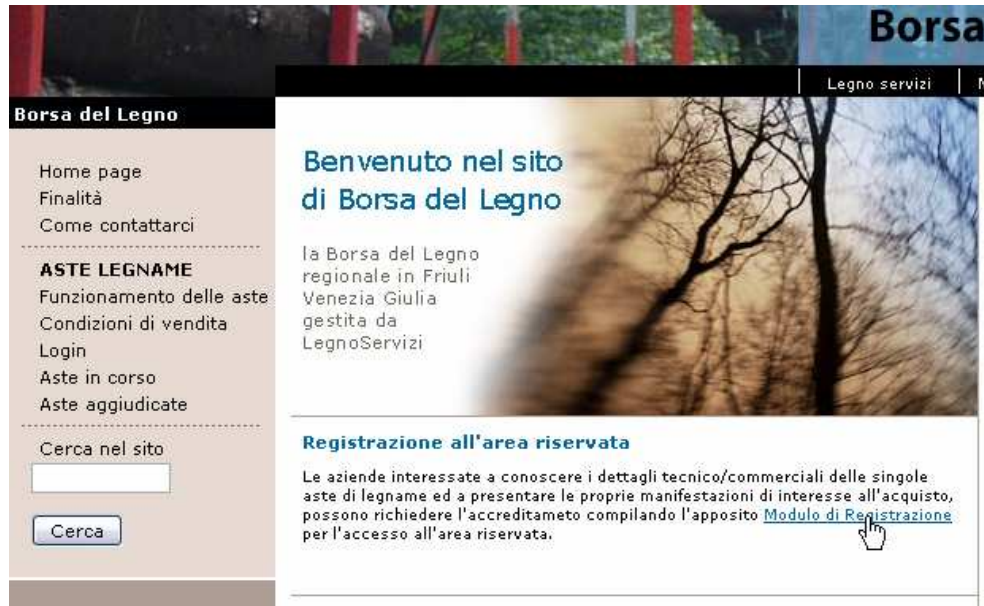 Borsa
Legno servizi
Borsa del Legno
Home page
Finalità
Come contattarci
ASTE LEGNAME
Funzionamento delle aste
Condizioni di vendita
Login
Aste in corso
Aste aggiudicate
Cerca nel sito
Cerca
Benvenuto nel sito
di Borsa del Legno
la Borsa del Legno
regionale in Friuli
Venezia Giulia
gestita da
LegnoServizi
Registrazione all'area riservata
Le aziende interessate a conoscere i dettagli tecnico/commerciali delle singole
aste di legname ed a presentare le proprie manifestazioni di interesse all'acquisto,
possono richiedere l'accreditameto compilando l'apposito Modulo di Registrazione
per l'accesso all'area riservata.